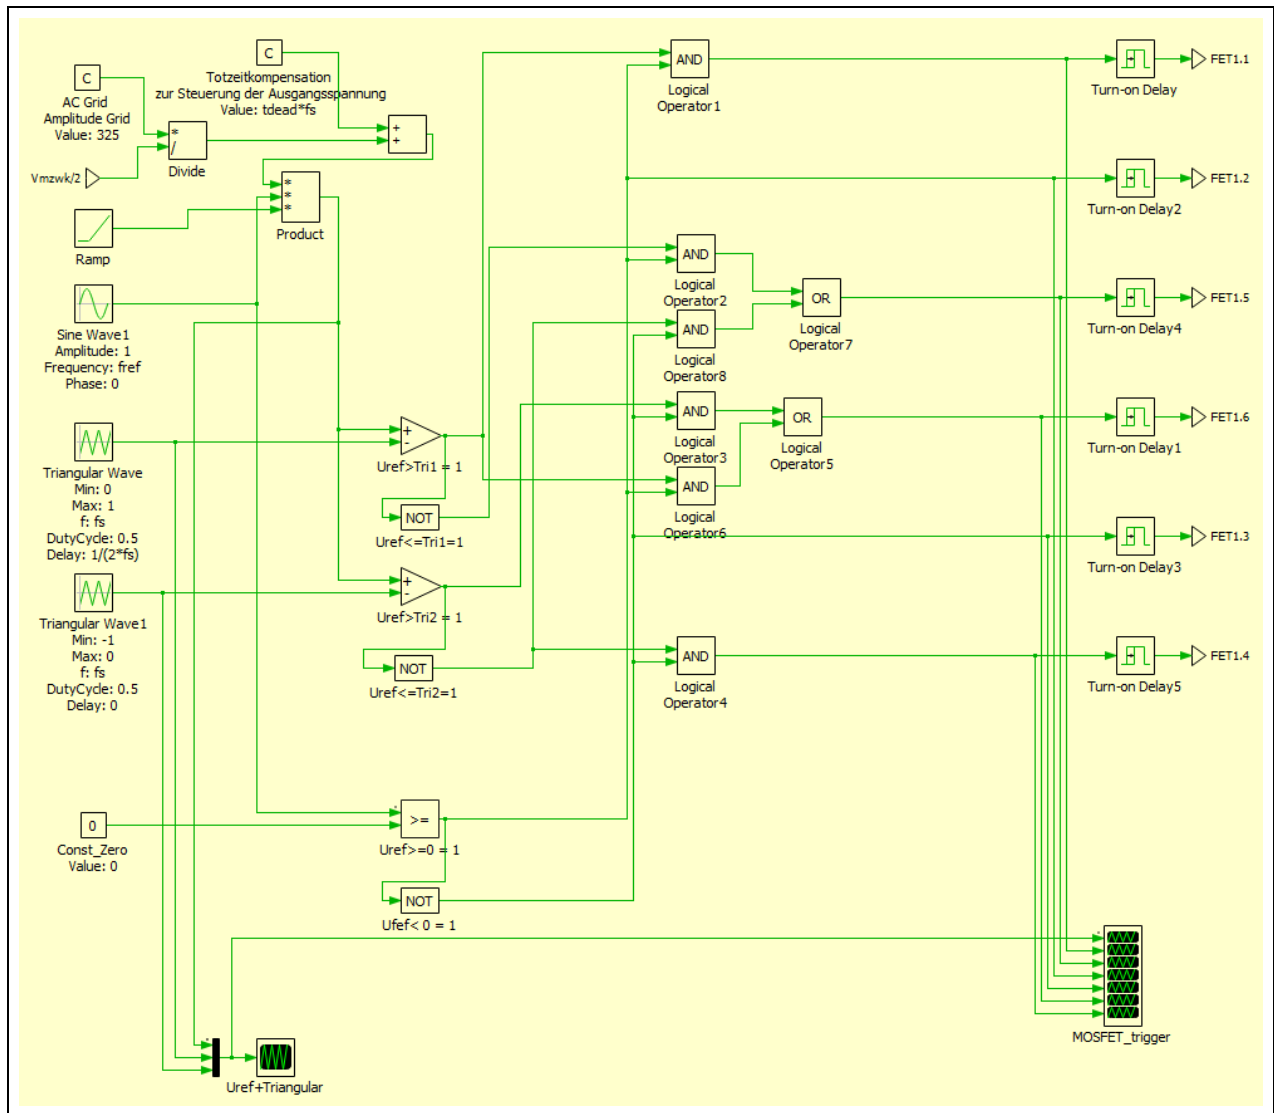 C
Totzeitkompensation
zur Steuerung der Ausgangsspannung
Value: tdead*fs
C
AC Grid
Amplitude Grid
Value: 325
*
/
Divide
+
+
Vmzwk/2
*
*
*
Product
Ramp
Sine Wave1
Amplitude: 1
Frequency: fref
Phase: 0
Triangular Wave
Min: 0
Max: 1
f: fs
DutyCycle: 0.5
Delay: 1/(2*fs)
Triangular Wave1
Min: -1
Max: 0
f: fs
DutyCycle: 0.5
Delay: 0
+
-
Uref>Tri1 = 1
NOT
Uref<=Tri1=1
+
-
Uref>Tri2 = 1
NOT
Uref<=Tri2=1
0
Const_Zero
Value: 0
>=
Uref>=0 = 1
NOT
Ufef< 0 = 1
Uref+Triangular
AND
Logical
Operator1
AND
Logical
Operator2
AND
Logical
Operator8
OR
Logical
Operator7
AND
Logical
Operator3
OR
Logical
Operator5
AND
Logical
Operator6
AND
Logical
Operator4
Turn-on Delay
FET1.1
Turn-on Delay2
FET1.2
Turn-on Delay4
FET1.5
Turn-on Delay1
FET1.6
Turn-on Delay3
FET1.3
Turn-on Delay5
FET1.4
MOSFET_trigger